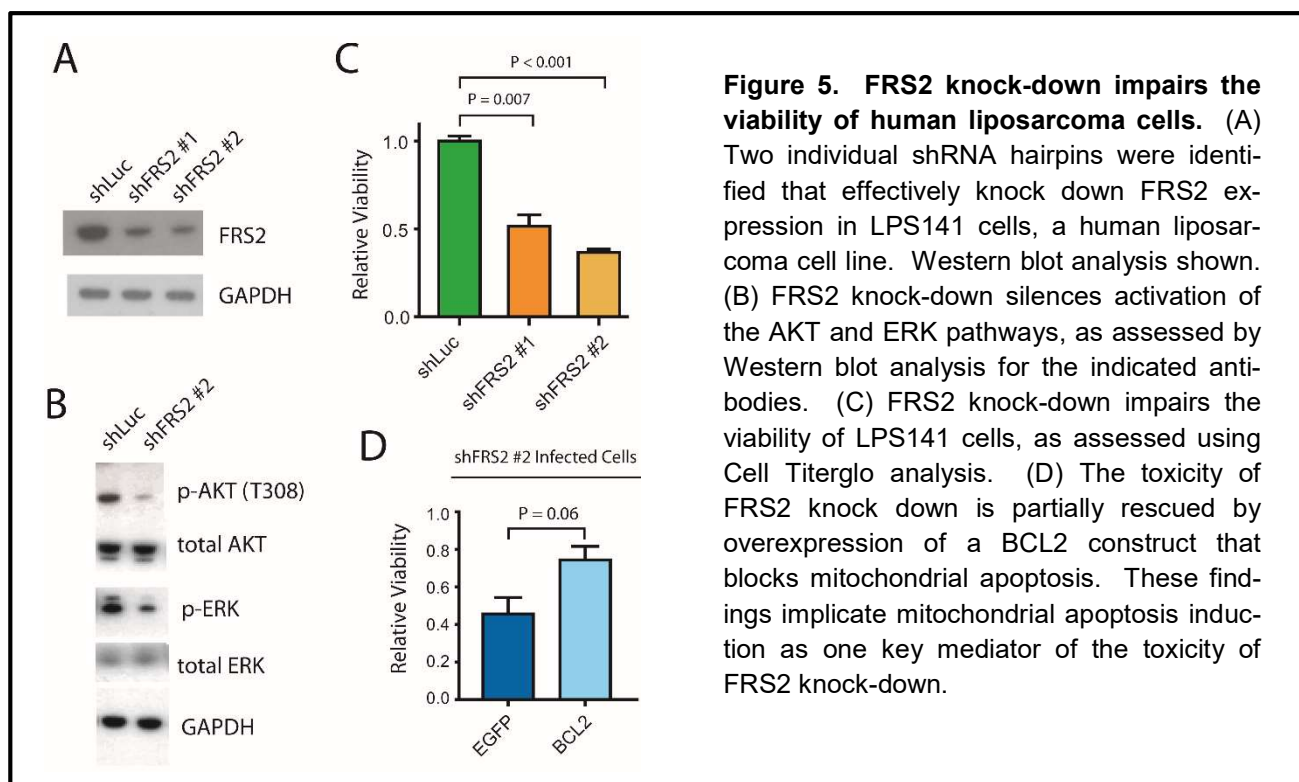 A
shLuc
shFRS2 #1
shFRS2 #2
FRS2
GAPDH
B
shLuc
shFRS2 #2
p-AKT (T308)
total AKT
p-ERK
total ERK
GAPDH
C
P < 0.001
P = 0.007
Relative Viability
1.0
0.5
0.0
shLuc
shFRS2 #1
shFRS2 #2
D
shFRS2 #2 Infected Cells
P = 0.06
Relative Viability
1.0
0.8
0.6
0.4
0.2
0.0
EGFP
BCL2
Figure 5. FRS2 knock-down impairs the
viability of human liposarcoma cells. (A)
Two individual shRNA hairpins were identi-
fied that effectively knock down FRS2 ex-
pression in LPS141 cells, a human liposar-
coma cell line. Western blot analysis shown.
(B) FRS2 knock-down silences activation of
the AKT and ERK pathways, as assessed by
Western blot analysis for the indicated anti-
bodies. (C) FRS2 knock-down impairs the
viability of LPS141 cells, as assessed using
Cell Titerglo analysis. (D) The toxicity of
FRS2 knock down is partially rescued by
overexpression of a BCL2 construct that
blocks mitochondrial apoptosis. These find-
ings implicate mitochondrial apoptosis induc-
tion as one key mediator of the toxicity of
FRS2 knock-down.